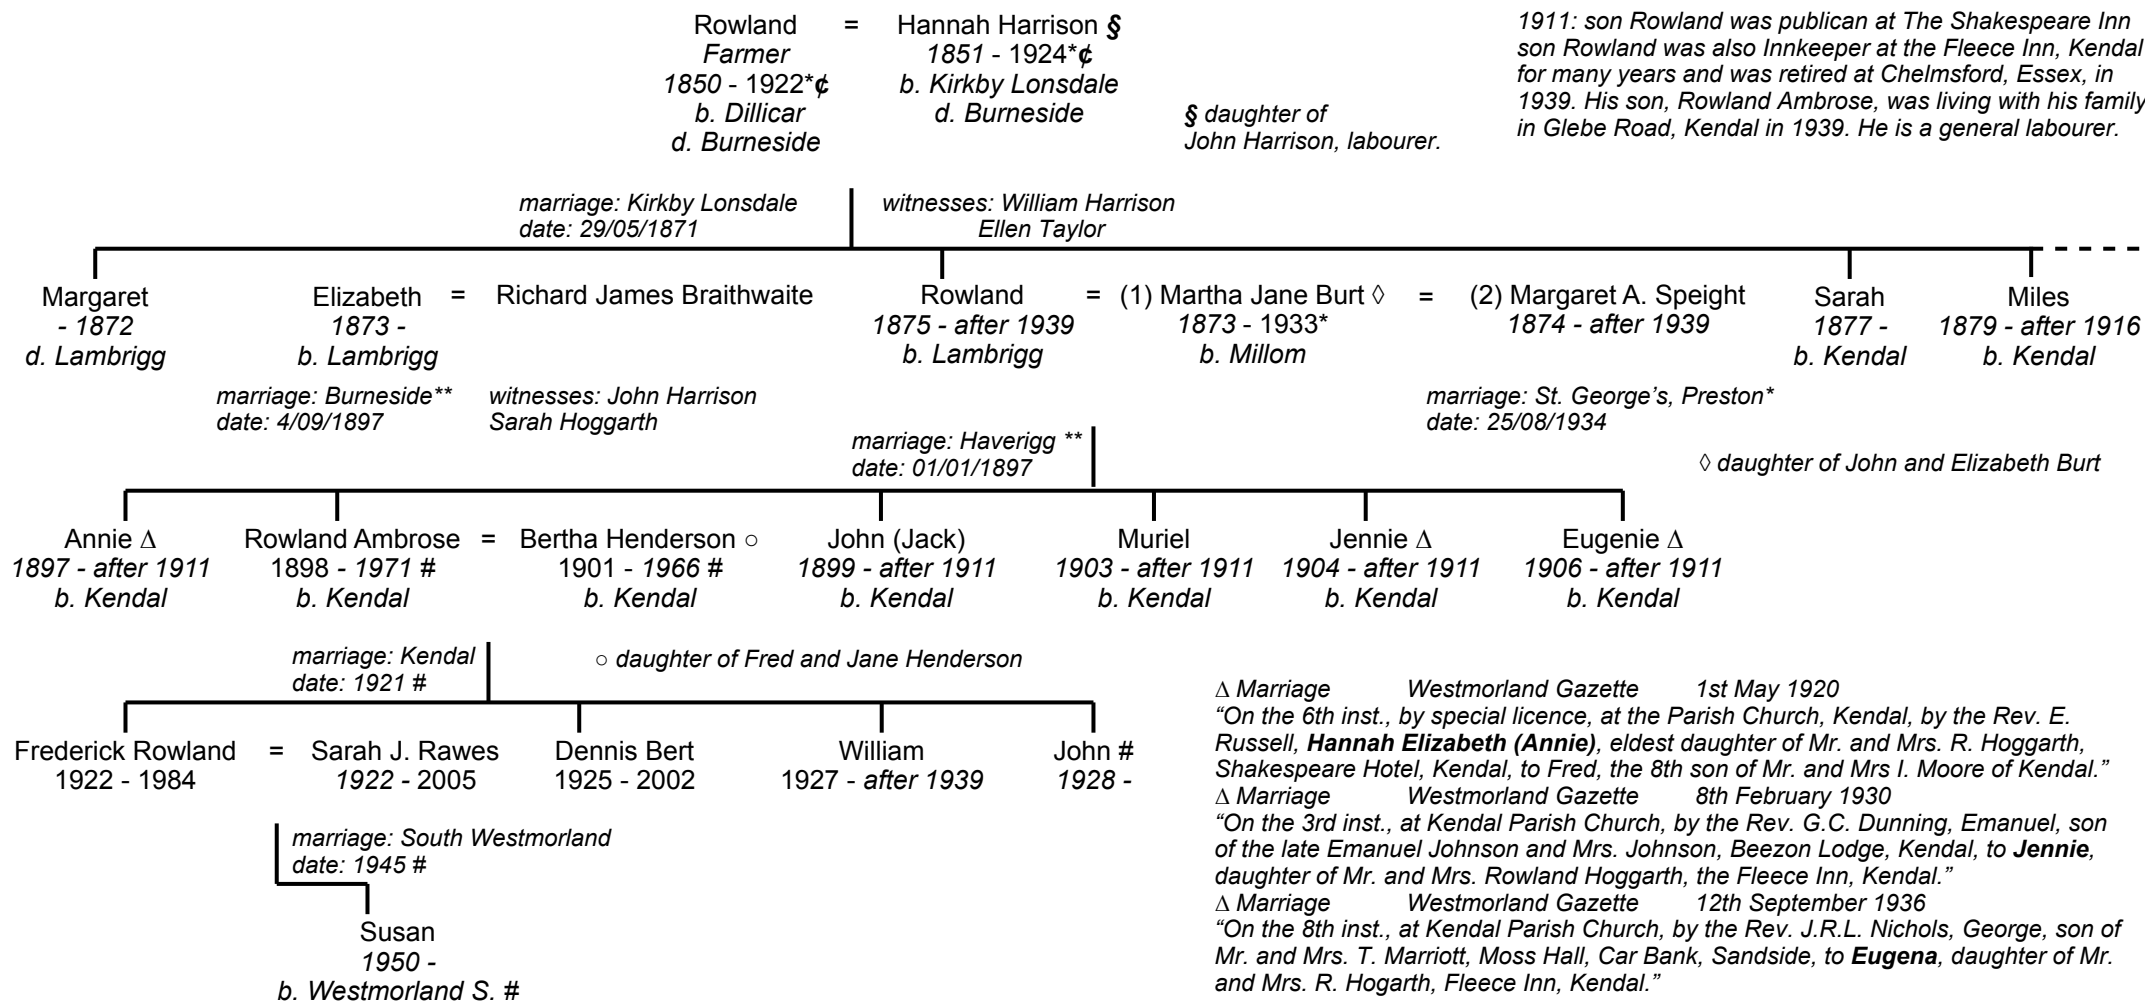 Rowland = Hannah Harrison §
Farmer 1851 - 1924*¢
1850 - 1922*¢ b. Kirkby Lonsdale
b. Dillicar d. Burneside
d. Burneside
§ daughter of
John Harrison, labourer.
1911: son Rowland was publican at The Shakespeare Inn
son Rowland was also Innkeeper at the Fleece Inn, Kendal
for many years and was retired at Chelmsford, Essex, in
1939. His son, Rowland Ambrose, was living with his family
in Glebe Road, Kendal in 1939. He is a general labourer.
marriage: Kirkby Lonsdale witnesses: William Harrison
date: 29/05/1871 Ellen Taylor
Margaret Elizabeth = Richard James Braithwaite Rowland = (1) Martha Jane Burt ◊ = (2) Margaret A. Speight Sarah Miles
- 1872 1873 - 1875 - after 1939 1873 - 1933* 1874 - after 1939 1877 - 1879 - after 1916
d. Lambrigg b. Lambrigg b. Lambrigg b. Millom b. Kendal b. Kendal
marriage: Burneside** witnesses: John Harrison marriage: St. George’s, Preston*
date: 4/09/1897 Sarah Hoggarth date: 25/08/1934
marriage: Haverigg **
date: 01/01/1897
◊ daughter of John and Elizabeth Burt
Annie ∆ Rowland Ambrose = Bertha Henderson ○ John (Jack) Muriel Jennie ∆ Eugenie ∆
1897 - after 1911 1898 - 1971 # 1901 - 1966 # 1899 - after 1911 1903 - after 1911 1904 - after 1911 1906 - after 1911
b. Kendal b. Kendal b. Kendal b. Kendal b. Kendal b. Kendal b. Kendal
marriage: Kendal ○ daughter of Fred and Jane Henderson
date: 1921 #
Frederick Rowland = Sarah J. Rawes Dennis Bert William John #
1922 - 1984 1922 - 2005 1925 - 2002 1927 - after 1939 1928 -
marriage: South Westmorland
date: 1945 #
Susan
1950 -
b. Westmorland S. #
∆ Marriage Westmorland Gazette 1st May 1920
“On the 6th inst., by special licence, at the Parish Church, Kendal, by the Rev. E.
Russell, Hannah Elizabeth (Annie), eldest daughter of Mr. and Mrs. R. Hoggarth,
Shakespeare Hotel, Kendal, to Fred, the 8th son of Mr. and Mrs I. Moore of Kendal.”
∆ Marriage Westmorland Gazette 8th February 1930
“On the 3rd inst., at Kendal Parish Church, by the Rev. G.C. Dunning, Emanuel, son
of the late Emanuel Johnson and Mrs. Johnson, Beezon Lodge, Kendal, to Jennie,
daughter of Mr. and Mrs. Rowland Hoggarth, the Fleece Inn, Kendal.”
∆ Marriage Westmorland Gazette 12th September 1936
“On the 8th inst., at Kendal Parish Church, by the Rev. J.R.L. Nichols, George, son of
Mr. and Mrs. T. Marriott, Moss Hall, Car Bank, Sandside, to Eugena, daughter of Mr.
and Mrs. R. Hogarth, Fleece Inn, Kendal.”